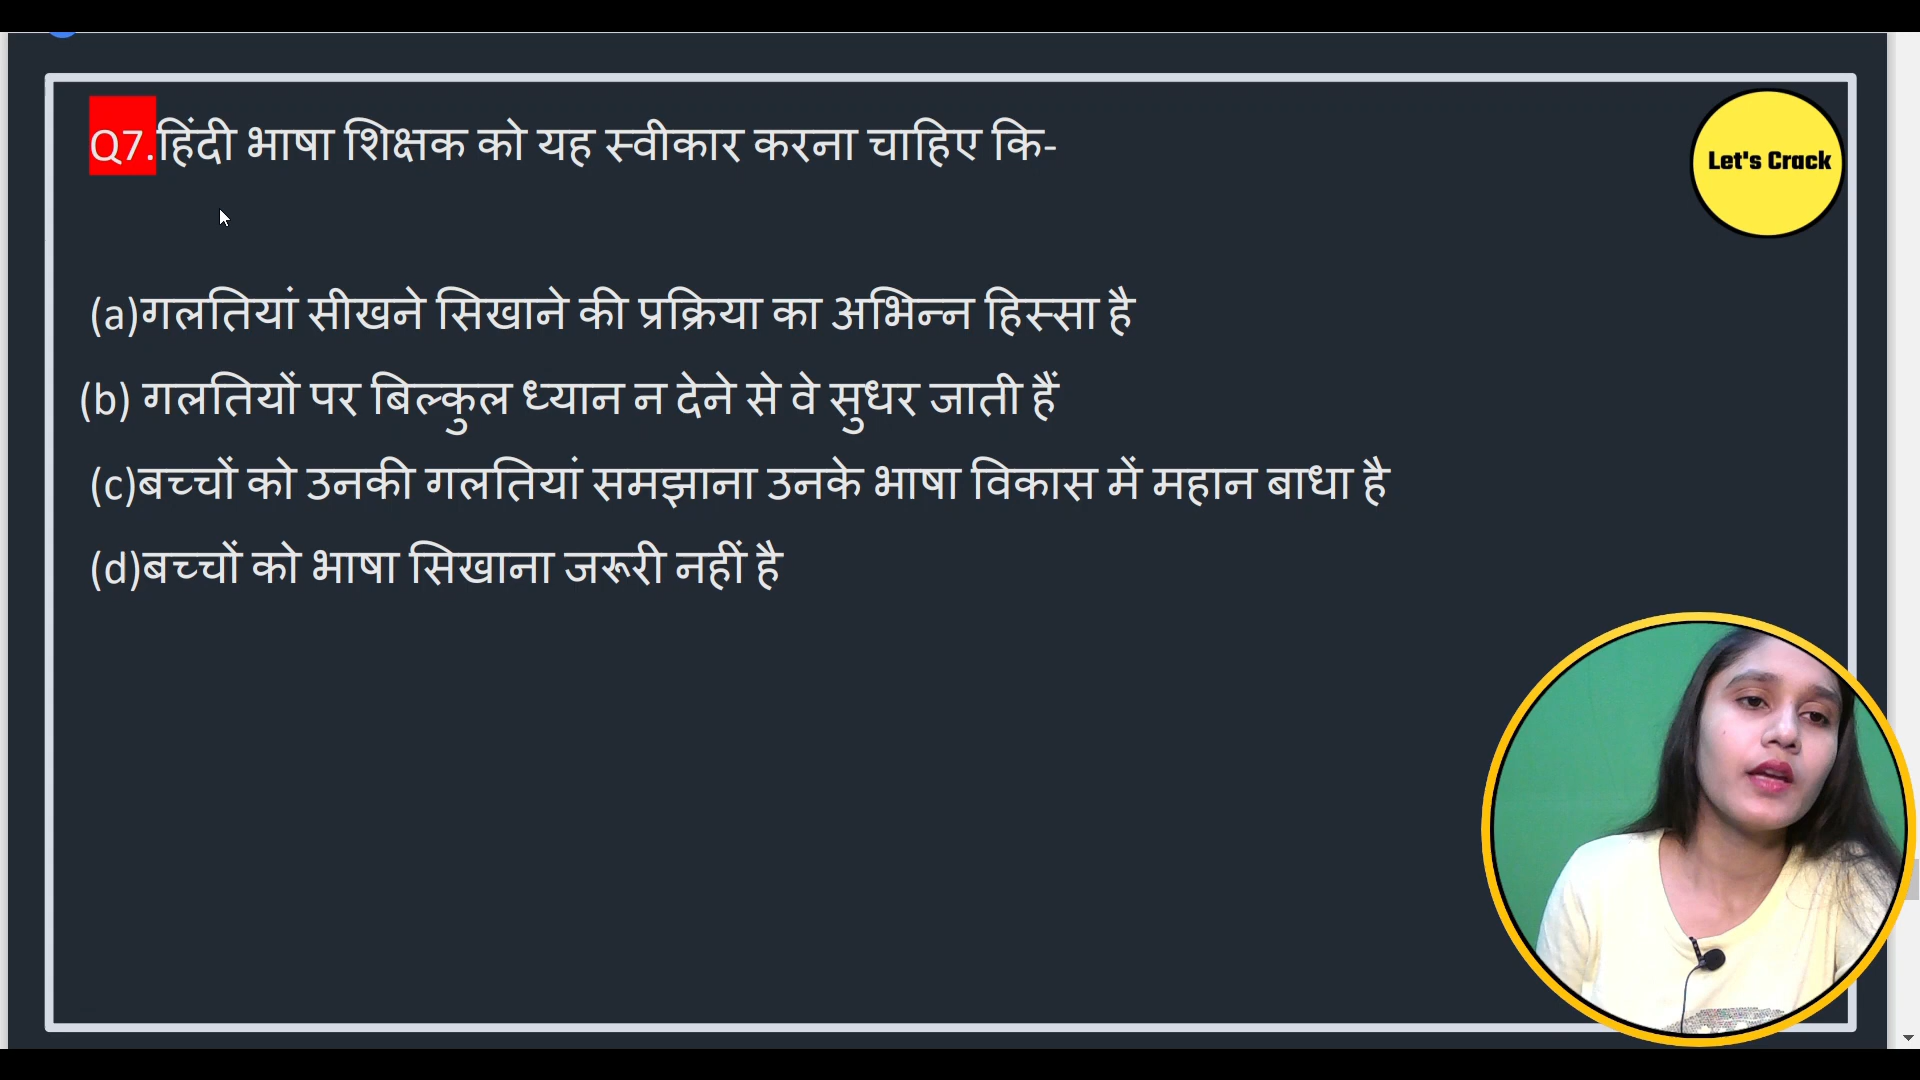 Q7.हिंदी भाषा शिक्षक को यह स्वीकार करना चाहिए कि-
Let's Crack
(a)गलतियां सीखने सिखाने की प्रक्रिया का अभिन्न हिस्सा है
(b) गलतियों पर बिल्कुल ध्यान न देने से वे सुधर जाती हैं
(c)बच्चों को उनकी गलतियां समझाना उनके भाषा विकास में महान बाधा है
(d)बच्चों को भाषा सिखाना जरूरी नहीं है